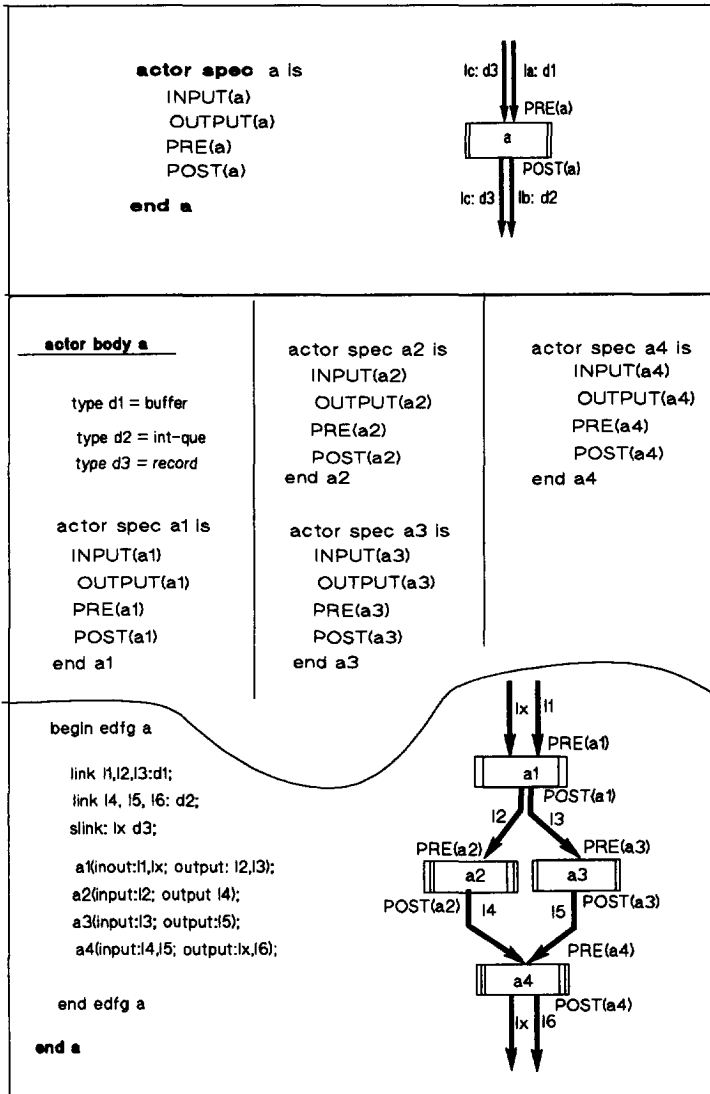 actor spec a is
INPUT(a)
OUTPUT(a)
PRE(a)
POST(a)
end a
lc: d3 la: d1
PRE(a)
a
POST(a)
lc: d3 lb: d2
actor body a
type d1 = buffer
type d2 = int-que
type d3 = record
actor spec a1 is
INPUT(a1)
OUTPUT(a1)
PRE(a1)
POST(a1)
end a1
actor spec a2 is
INPUT(a2)
OUTPUT(a2)
PRE(a2)
POST(a2)
end a2
actor spec a3 is
INPUT(a3)
OUTPUT(a3)
PRE(a3)
POST(a3)
end a3
actor spec a4 is
INPUT(a4)
OUTPUT(a4)
PRE(a4)
POST(a4)
end a4
begin edfg a
link l1,l2,l3:d1;
link l4, l5, l6: d2;
slink: lx d3;
a1(inout:l1,lx; output: l2,l3);
a2(input:l2; output l4);
a3(input:l3; output:l5);
a4(input:l4,l5; output:lx,l6);
end edfg a
end a
lx l1
PRE(a1)
a1
POST(a1)
l2 l3
PRE(a2) PRE(a3)
a2 a3
POST(a2) l4 l5 POST(a3)
PRE(a4)
a4
POST(a4)
lx l6